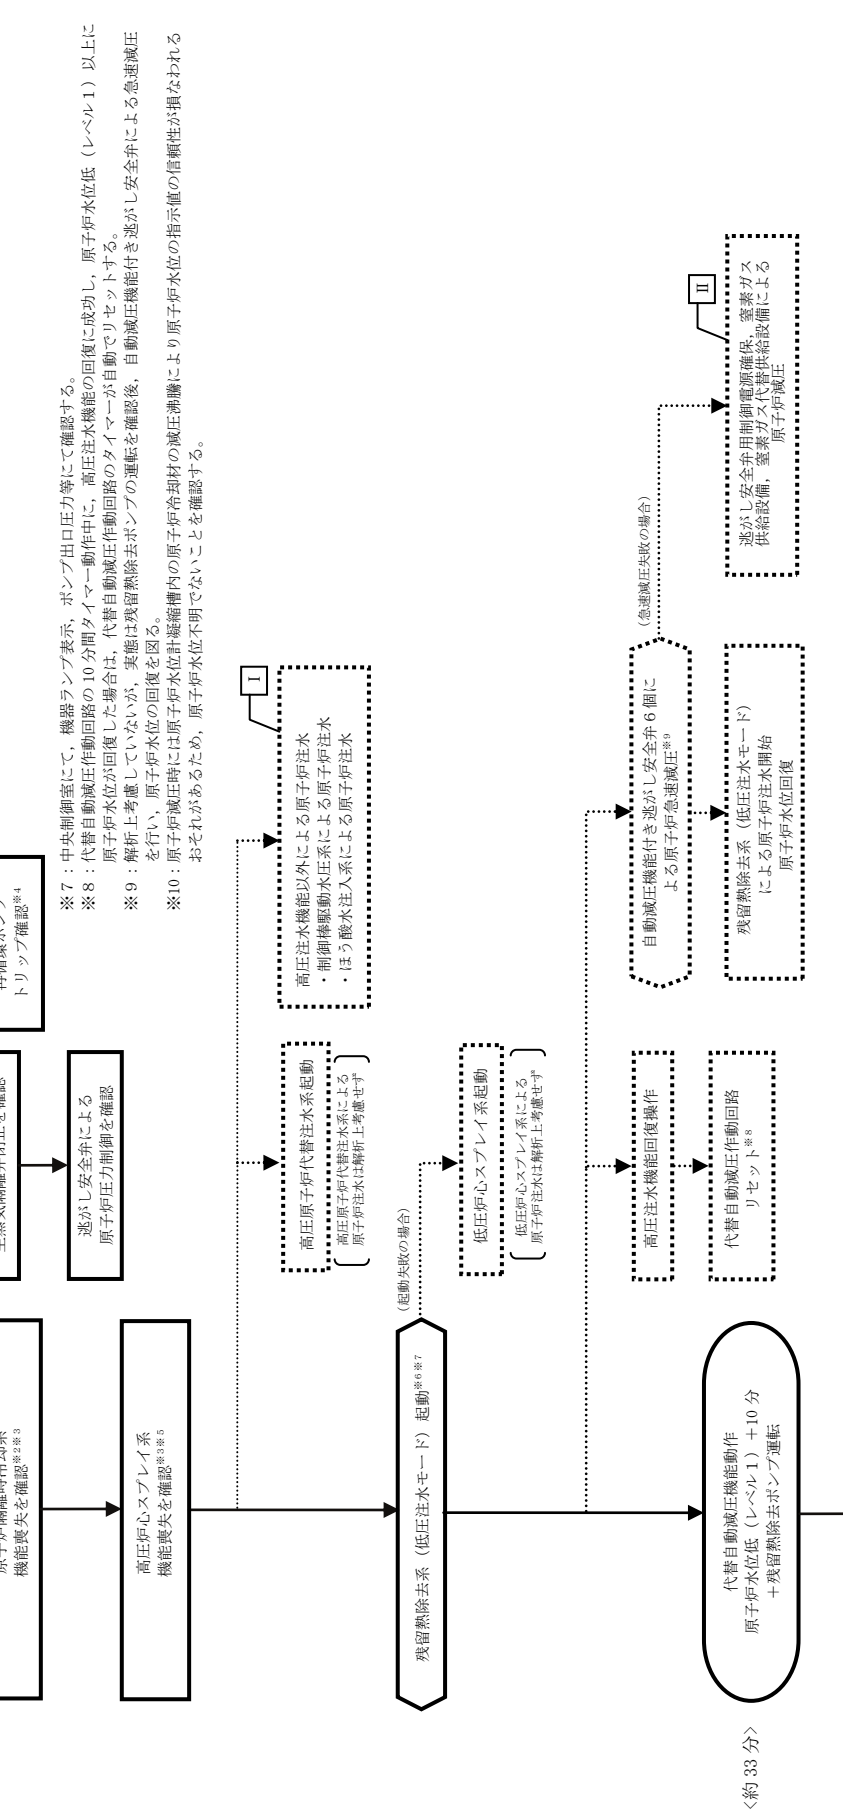 ※7：中央制御室にて，機器ランプ表示，ポンプ出口圧力等にて確認する。
※8：代替自動減圧作動回路の10分間タイマー動作中に，高圧注水機能の回復に成功し，原子炉水位低（レベル1）以上に
原子炉水位が回復した場合は，代替自動減圧作動回路のタイマーが自動でリセットする。
※9：解析上考慮していないが，実態は残留熱除去ポンプの運転を確認後，自動減圧機能付き逃がし安全弁による急速減圧
を行い，原子炉水位の回復を図る。
※10：原子炉減圧時には原子炉水位計凝縮槽内の原子炉冷却材の減圧沸騰により原子炉水位の指示値の信頼性が損なわれる
おそれがあるため，原子炉水位不明でないことを確認する。
トリップ確認※4
逃がし安全弁による
原子炉圧力制御を確認
機能喪失を確認※2※3
高圧炉心スプレイ系
機能喪失を確認※3※5
Ⅰ
高圧注水機能以外による原子炉注水
・制御棒駆動水圧系による原子炉注水
・ほう酸水注入系による原子炉注水
高圧原子炉代替注水系起動
高圧原子炉代替注水系による
原子炉注水は解析上考慮せず
（起動失敗の場合）
残留熱除去系（低圧注水モード）起動※6※7
低圧炉心スプレイ系起動
低圧炉心スプレイ系による
原子炉注水は解析上考慮せず
（急速減圧失敗の場合）
Ⅱ
逃がし安全弁用制御電源確保，窒素ガス
供給設備，窒素ガス代替供給設備による
原子炉減圧
自動減圧機能付き逃がし安全弁6個に
よる原子炉急速減圧※9
残留熱除去系（低圧注水モード）
による原子炉注水開始
原子炉水位回復
高圧注水機能回復操作
代替自動減圧作動回路
リセット※8
代替自動減圧機能動作
原子炉水位低（レベル1）＋10分
＋残留熱除去ポンプ運転
＜約33分＞